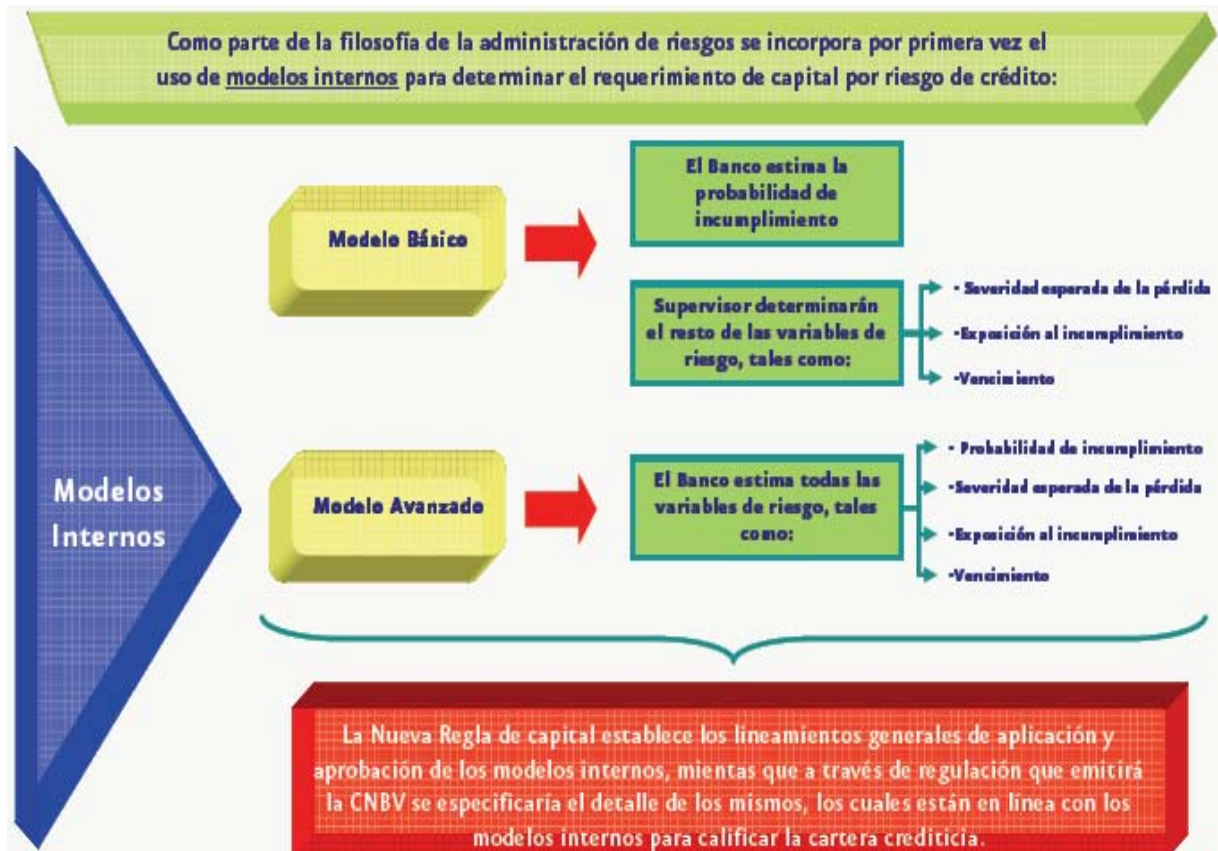 Como parte de la filosofía de la administración de riesgos se incorpora por primera vez el
uso de modelos internos para determinar el requerimiento de capital por riesgo de crédito:
Modelos
Internos
Modelo Básico
El Banco estima la
probabilidad de
incumplimiento
Supervisor determinarán
el resto de las variables de
riesgo, tales como:
- Severidad esperada de la pérdida
-Exposición al incumplimiento
-Vencimiento
Modelo Avanzado
El Banco estima todas las
variables de riesgo, tales
como:
- Probabilidad de incumplimiento
-Severidad esperada de la pérdida
-Exposición al incumplimiento
-Vencimiento
La Nueva Regla de capital establece los lineamientos generales de aplicación y
aprobación de los modelos internos, mientas que a través de regulación que emitirá
la CNBV se especificaría el detalle de los mismos, los cuales están en línea con los
modelos internos para calificar la cartera crediticia.